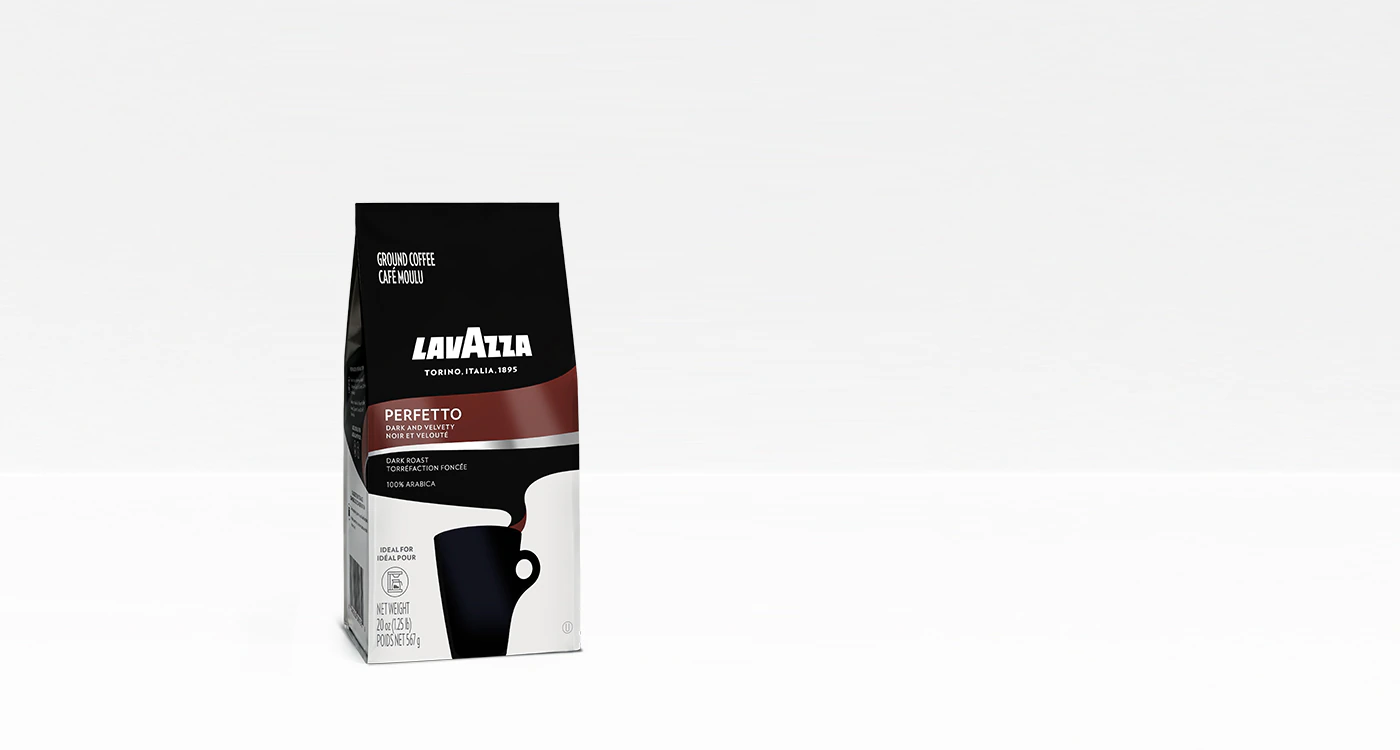 GROUND COFFEE
CAFÉ MOULU
LAVAZZA
TORINO, ITALIA, 1895
PERFETTO
DARK AND VELVETY
NOIR ET VELOUTÉ
DARK ROAST
TORRÉFACTION FONCÉE
100% ARABICA
IDEAL FOR
IDÉAL POUR
NET WEIGHT
20 oz (1.25 lb)
POIDS NET 567 g